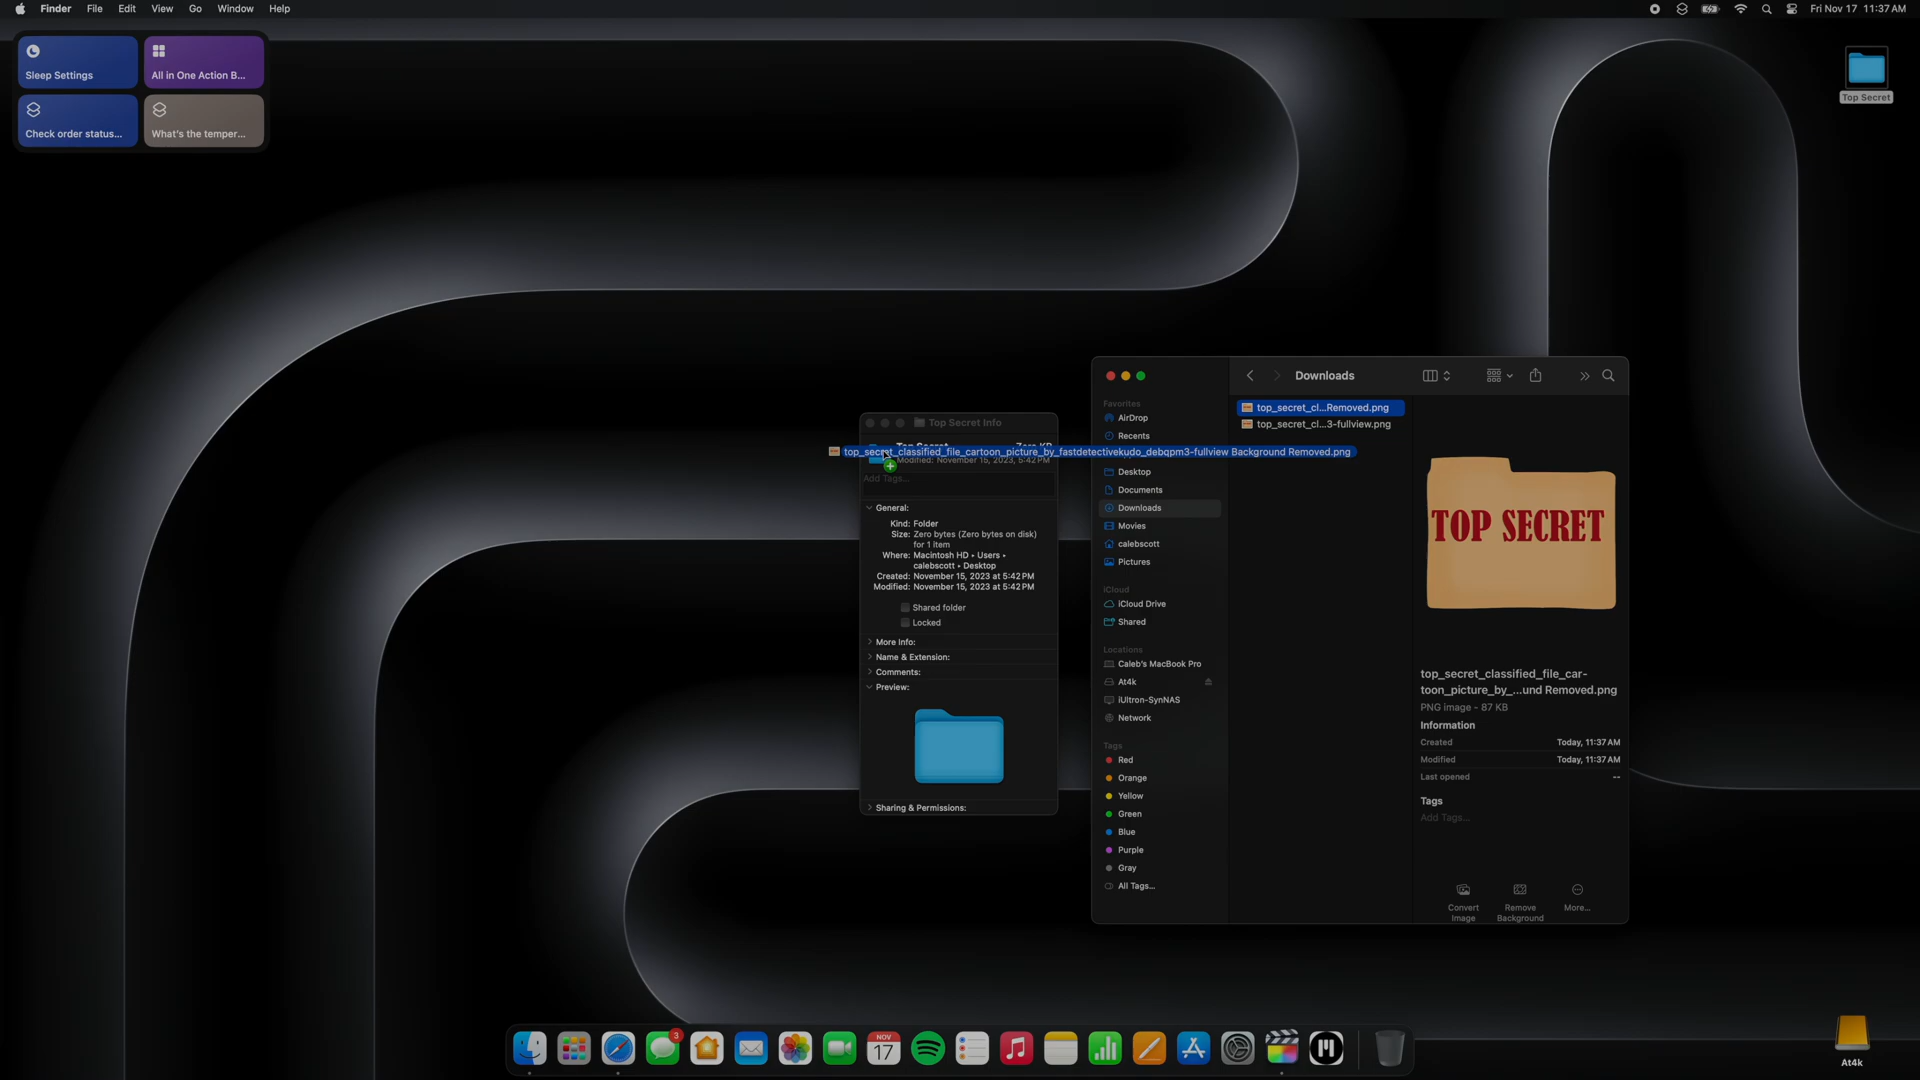 Finder File Edit View Go Window Help
Fri Nov 17 11:37 AM
Sleep Settings
All in One Action B...
Check order status...
What's the temper...
Top Secret
Downloads
Favorites
AirDrop
Recents
Desktop
Documents
Downloads
Movies
calebscott
Pictures
iCloud
iCloud Drive
Shared
Locations
Caleb's MacBook Pro
At4k
iUltron-SynNAS
Network
Tags
Red
Orange
Yellow
Green
Blue
Purple
Gray
All Tags...
top_secret_cl...Removed.png
top_secret_cl...3-fullview.png
TOP SECRET
top_secret_classified_file_car-
toon_picture_by_...und Removed.png
PNG image - 87 KB
Information
Created Today, 11:37 AM
Modified Today, 11:37 AM
Last opened --
Tags
Add Tags...
Convert
Image
Remove
Background
More...
Top Secret Info
Top Secret Zero KB
top_secret_classified_file_cartoon_picture_by_fastdetectivekudo_debqpm3-fullview Background Removed.png
Modified: November 15, 2023, 5:42 PM
Add Tags...
General:
Kind: Folder
Size: Zero bytes (Zero bytes on disk)
for 1 item
Where: Macintosh HD ▸ Users ▸
calebscott ▸ Desktop
Created: November 15, 2023 at 5:42 PM
Modified: November 15, 2023 at 5:42 PM
Shared folder
Locked
More Info:
Name & Extension:
Comments:
Preview:
Sharing & Permissions:
3
NOV
17
At4k